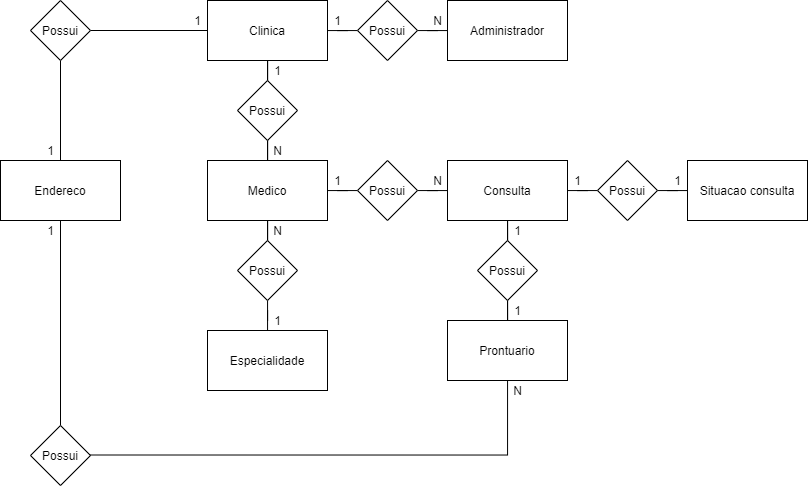 Possui
1
Clinica
1
Possui
N
Administrador
1
Possui
1
N
Endereco
Medico
1
Possui
N
Consulta
1
Possui
1
Situacao consulta
1
N
1
Possui
Possui
1
1
Especialidade
Prontuario
N
Possui